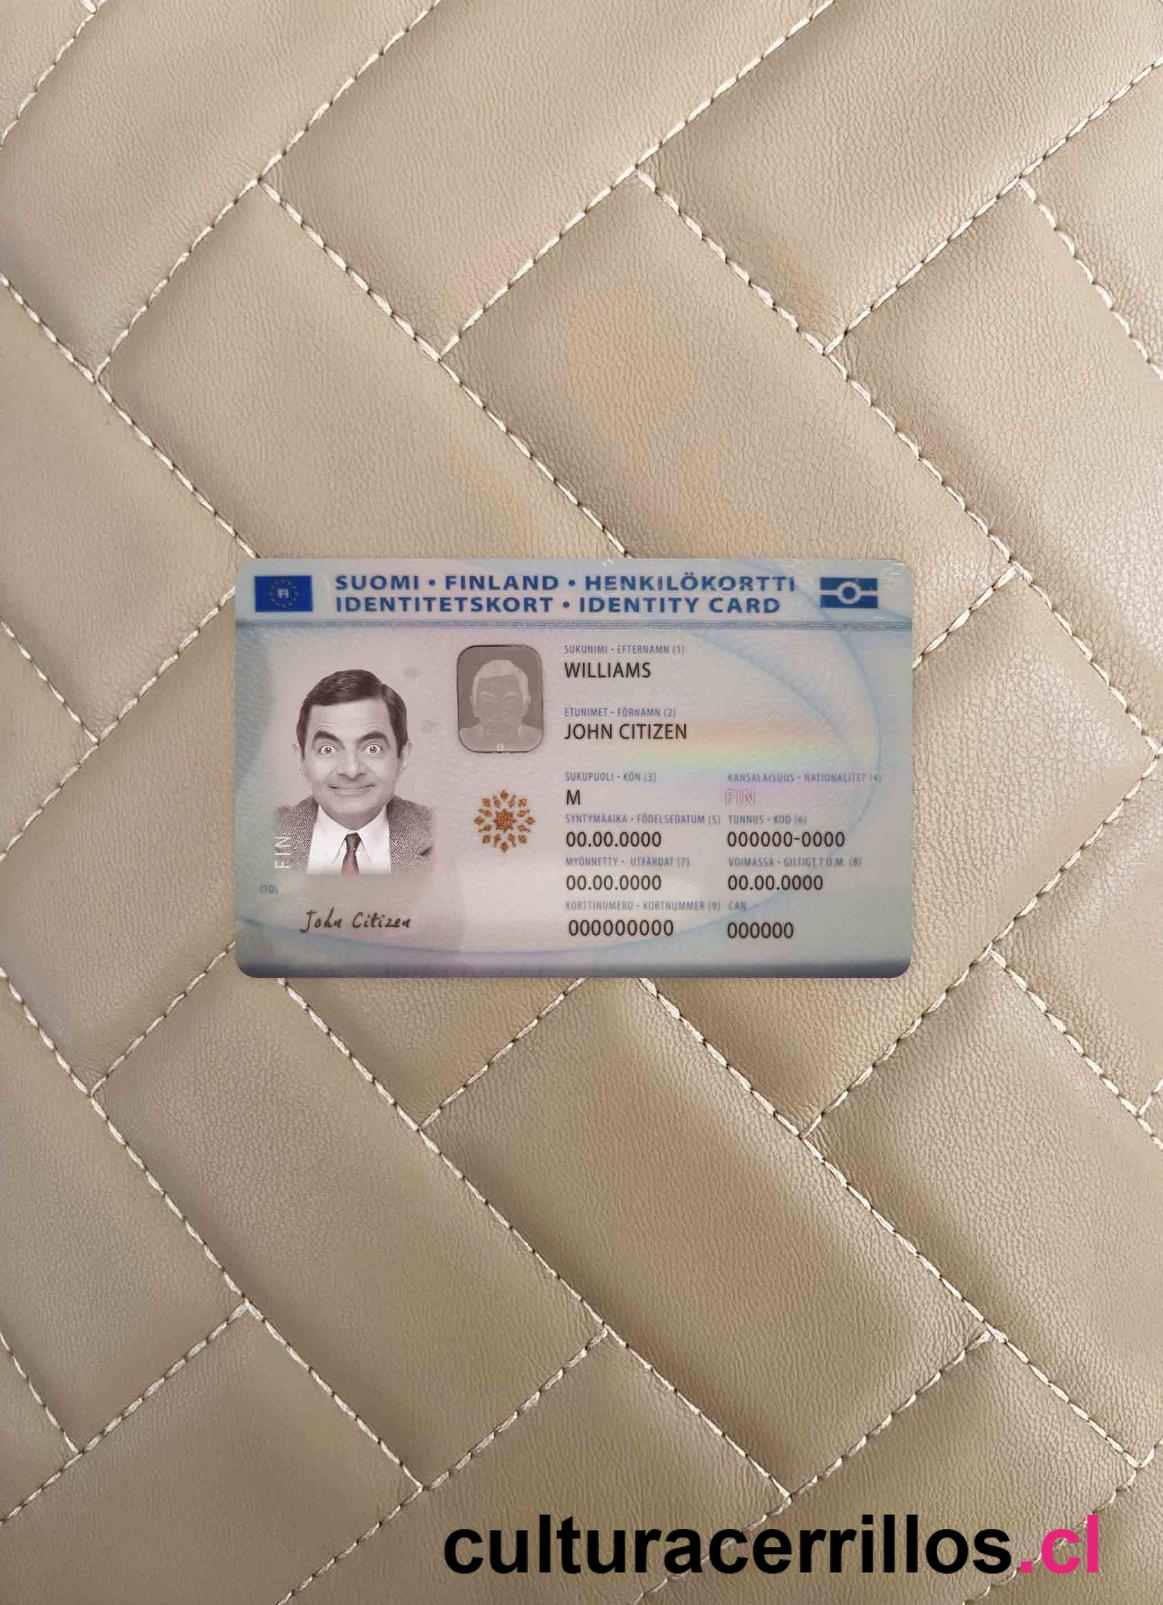 FI
SUOMI • FINLAND • HENKILÖKORTTI
IDENTITETSKORT • IDENTITY CARD
SUKUNIMI - EFTERNAMN (1)
WILLIAMS
ETUNIMET - FÖRNAMN (2)
JOHN CITIZEN
SUKUPUOLI - KÖN (3) KANSALAISUUS - NATIONALITET (4)
M FIN
SYNTYMÄAIKA - FÖDELSEDATUM (5) TUNNUS - KOD (6)
00.00.0000 000000-0000
MYÖNNETTY - UTFÄRDAT (7) VOIMASSA - GILTIGT T.O.M. (8)
00.00.0000 00.00.0000
KORTTINUMERO - KORTNUMMER (9) CAN
000000000 000000
FIN
(10)
John Citizen
culturacerrillos.cl